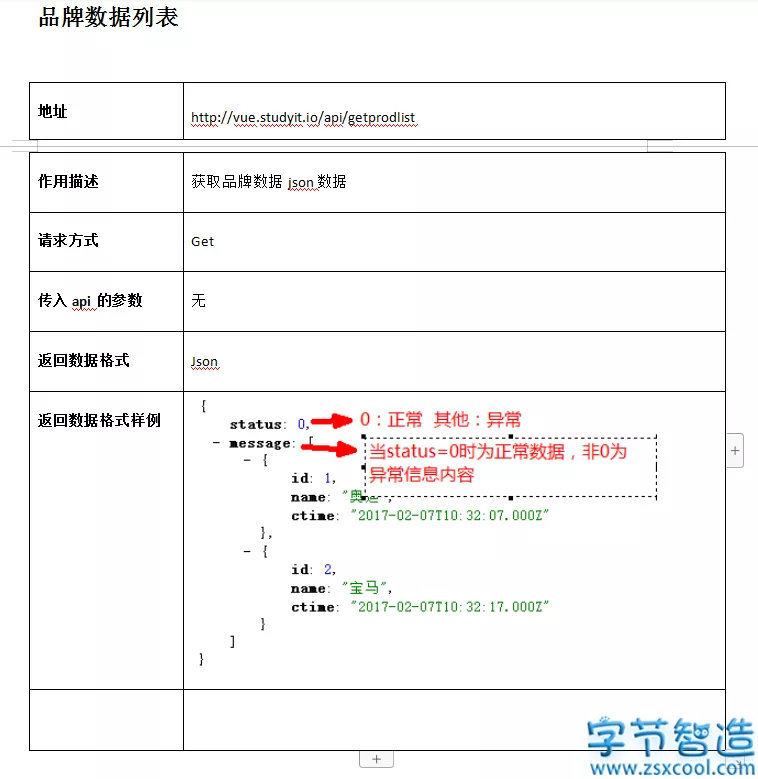 品牌数据列表
地址
http://vue.studyit.io/api/getprodlist
作用描述
获取品牌数据 json 数据
请求方式
Get
传入 api 的参数
无
返回数据格式
Json
返回数据格式样例
{
status: 0,
0：正常 其他：异常
- message: [
当status=0时为正常数据，非0为
异常信息内容
- {
id: 1,
name: "奥
ctime: "2017-02-07T10:32:07.000Z"
},
- {
id: 2,
name: "宝马",
ctime: "2017-02-07T10:32:17.000Z"
}
]
}
字节智造
www.zsxcool.com